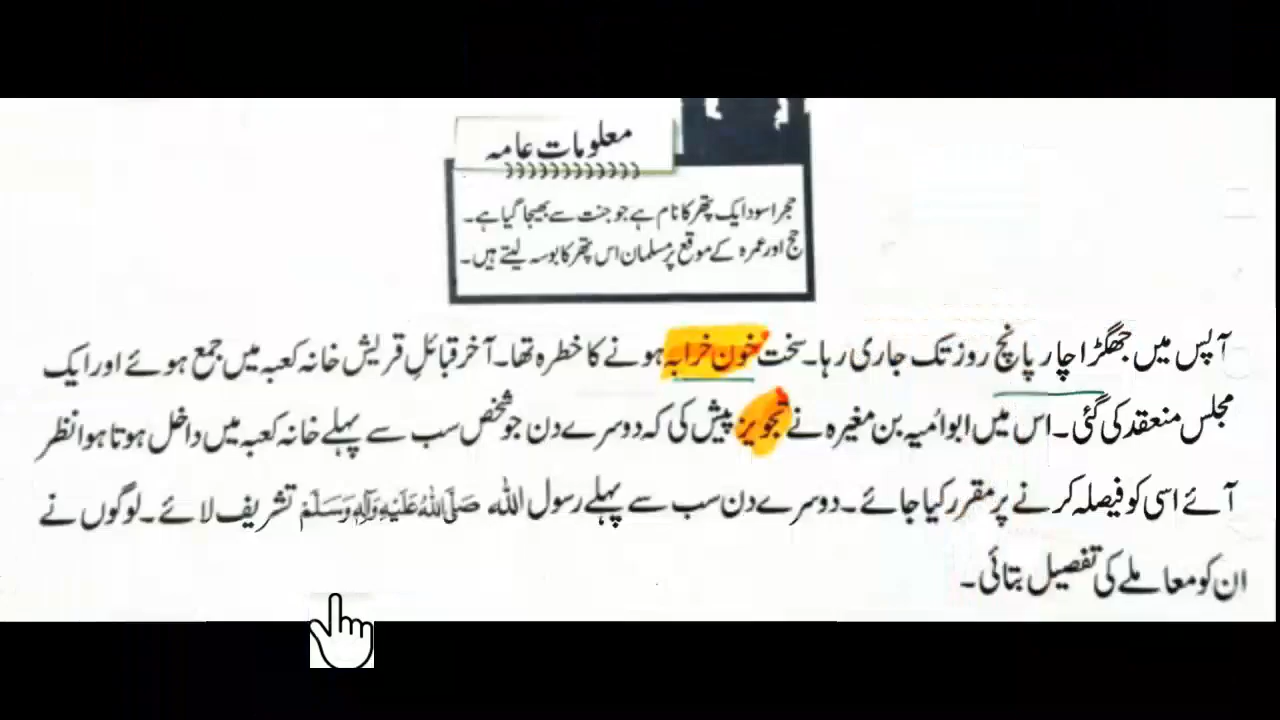 معلومات عامہ
حجر اسود ایک پتھر کا نام ہے جو جنت سے بھیجا گیا ہے۔
حج اور عمرہ کے موقع پر مسلمان اس پتھر کا بوسہ لیتے ہیں۔
آپس میں جھگڑا چار پانچ روز تک جاری رہا۔ سخت خون خرابہ ہونے کا خطرہ تھا۔ آخر قبائلِ قریش خانہ کعبہ میں جمع ہوئے اور ایک
مجلس منعقد کی گئی۔ اس میں ابو اُمیہ بن مغیرہ نے تجویز پیش کی کہ دوسرے دن جو شخص سب سے پہلے خانہ کعبہ میں داخل ہوتا ہوا نظر
آئے اسی کو فیصلہ کرنے پر مقرر کیا جائے۔ دوسرے دن سب سے پہلے رسول اللہ صَلَّی اللہُ عَلَیْہِ وَآلِہٖ وَسَلَّمَ تشریف لائے۔ لوگوں نے
ان کو معاملے کی تفصیل بتائی۔